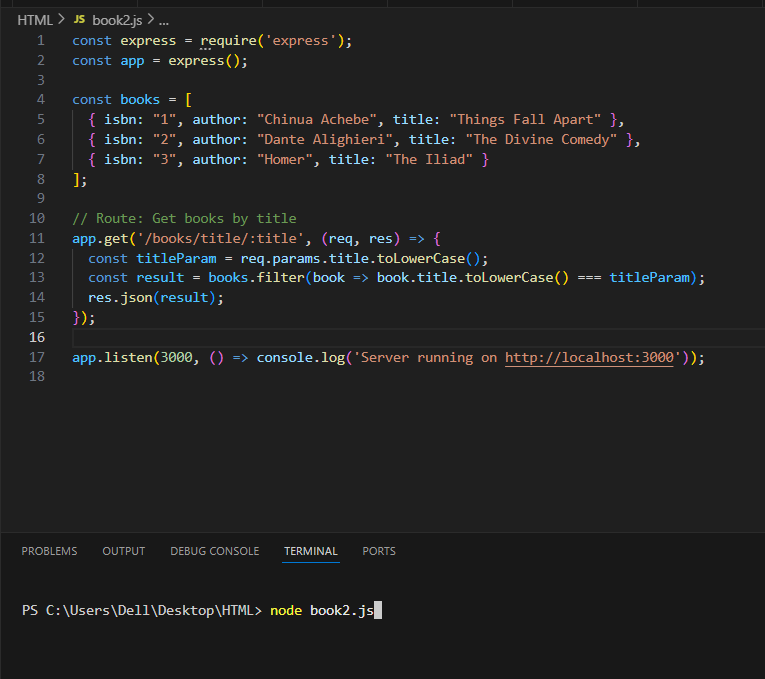 HTML > JS book2.js > ...
1 const express = require('express');
2 const app = express();
3
4 const books = [
5   { isbn: "1", author: "Chinua Achebe", title: "Things Fall Apart" },
6   { isbn: "2", author: "Dante Alighieri", title: "The Divine Comedy" },
7   { isbn: "3", author: "Homer", title: "The Iliad" }
8 ];
9
10 // Route: Get books by title
11 app.get('/books/title/:title', (req, res) => {
12   const titleParam = req.params.title.toLowerCase();
13   const result = books.filter(book => book.title.toLowerCase() === titleParam);
14   res.json(result);
15 });
16
17 app.listen(3000, () => console.log('Server running on http://localhost:3000'));
18
PROBLEMS OUTPUT DEBUG CONSOLE TERMINAL PORTS
PS C:\Users\Dell\Desktop\HTML> node book2.js